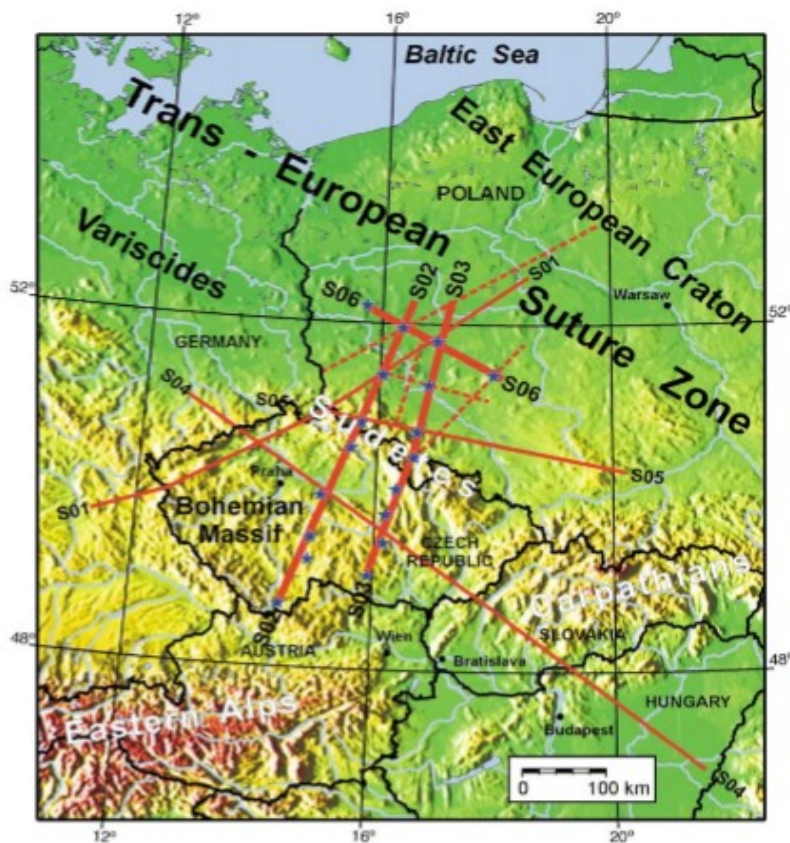 12° 16° 20°
Baltic Sea
Trans - European
East European Craton
POLAND
Variscides
S02 S03 S01
52° 52°
S06
Warsaw
Suture Zone
GERMANY
S04
S06
S05
Sudetes
S05
Praha
S01
Bohemian
Massif
CZECH
REPUBLIC
Carpathians
S02
S03
SLOVAKIA
48° 48°
AUSTRIA
Wien
Bratislava
Eastern Alps
HUNGARY
Budapest
S04
0 100 km
12° 16° 20°